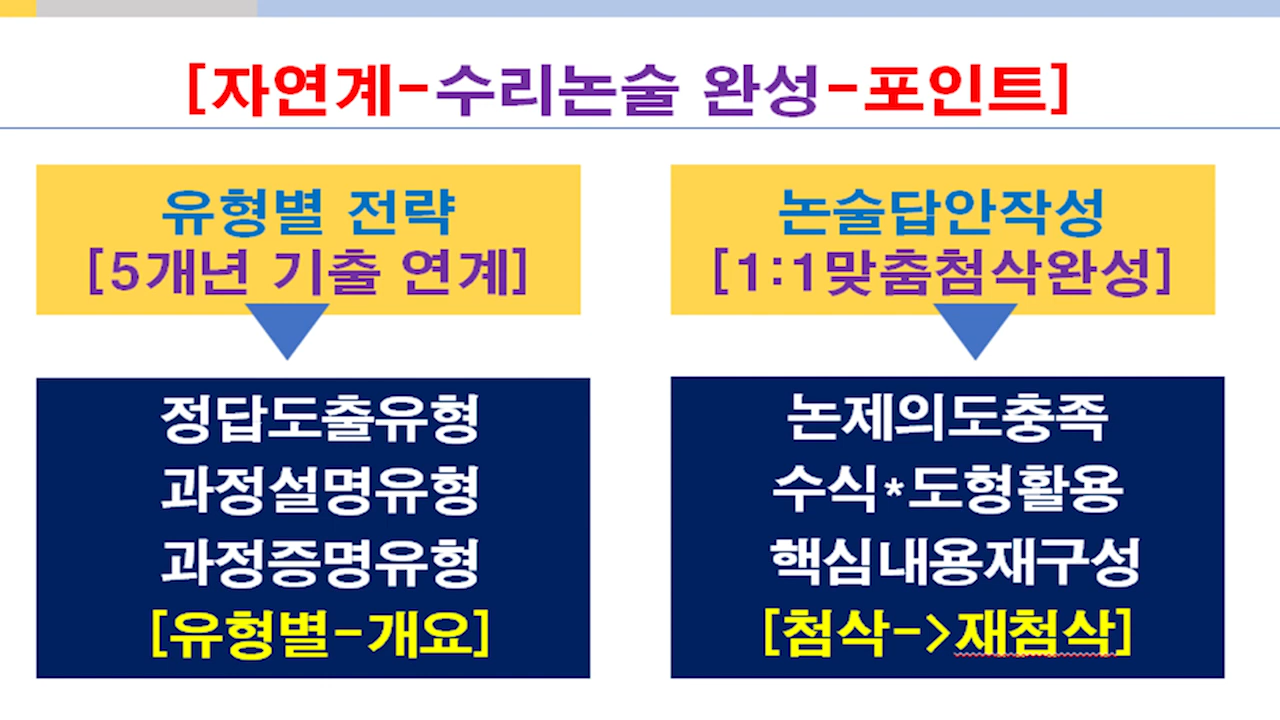 [자연계-수리논술 완성-포인트]
유형별 전략
[5개년 기출 연계]
정답도출유형
과정설명유형
과정증명유형
[유형별-개요]
논술답안작성
[1:1맞춤첨삭완성]
논제의도충족
수식*도형활용
핵심내용재구성
[첨삭->재첨삭]